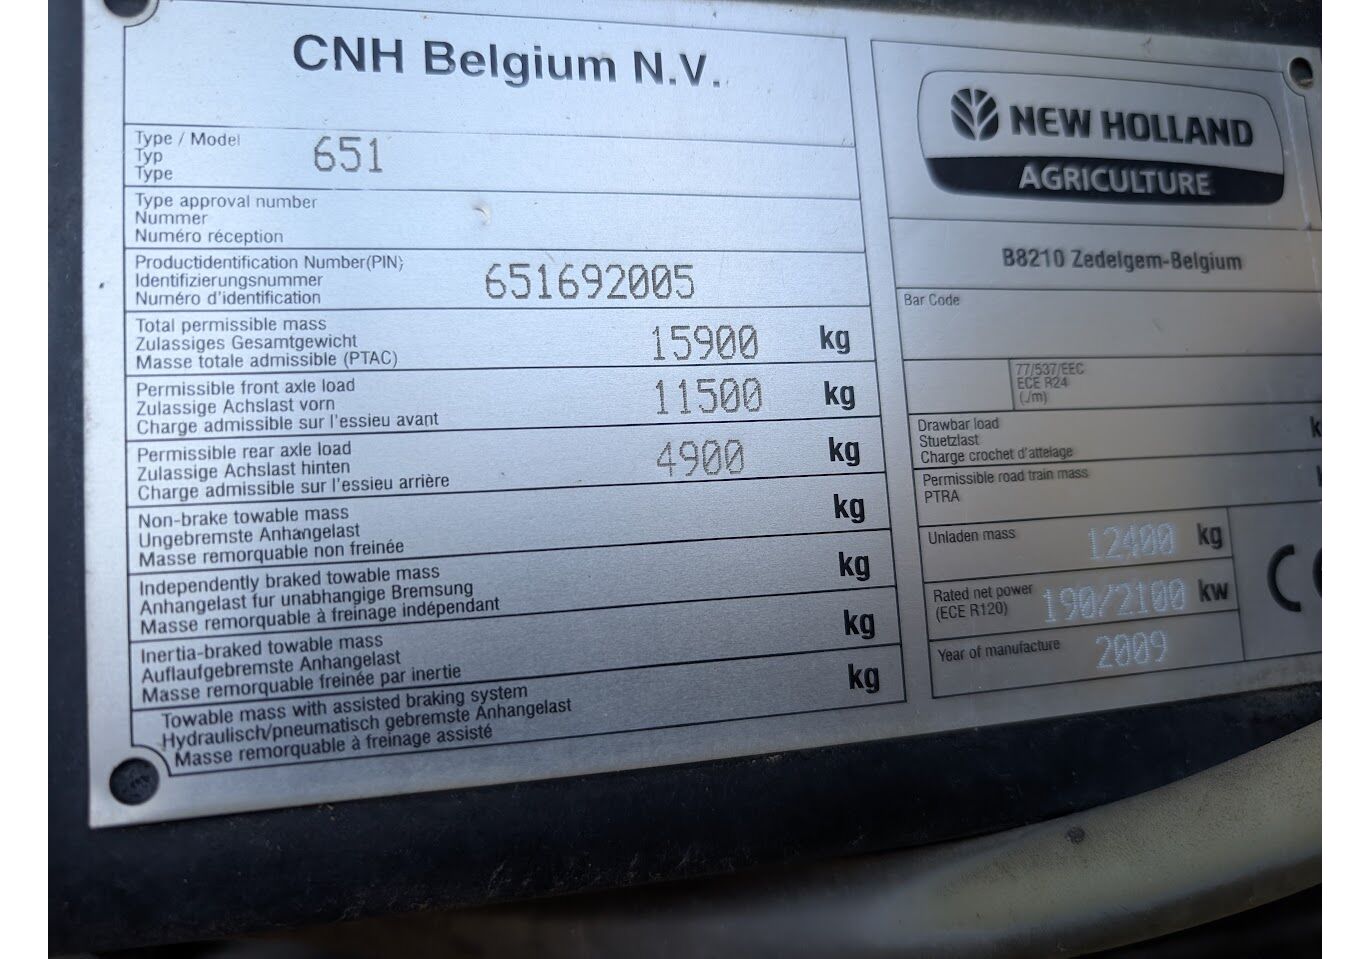 CNH Belgium N.V.
Type / Model
Typ
Type
651
Type approval number
Nummer
Numéro réception
Productidentification Number(PIN)
Identifizierungsnummer
Numéro d'identification
651692005
Total permissible mass
Zulassiges Gesamtgewicht
Masse totale admissible (PTAC)
15900 kg
Permissible front axle load
Zulassige Achslast vorn
Charge admissible sur l'essieu avant
11500 kg
Permissible rear axle load
Zulassige Achslast hinten
Charge admissible sur l'essieu arrière
4900 kg
Non-brake towable mass
Ungebremste Anhangelast
Masse remorquable non freinée
kg
Independently braked towable mass
Anhangelast fur unabhangige Bremsung
Masse remorquable à freinage indépendant
kg
Inertia-braked towable mass
Auflaufgebremste Anhangelast
Masse remorquable freinée par inertie
kg
Towable mass with assisted braking system
Hydraulisch/pneumatisch gebremste Anhangelast
Masse remorquable à freinage assisté
kg
NEW HOLLAND
AGRICULTURE
B8210 Zedelgem-Belgium
Bar Code
77/537/EEC
ECE R24
(./m)
Drawbar load
Stuetzlast
Charge crochet d'attelage
k
Permissible road train mass
PTRA
Unladen mass
12400 kg
Rated net power
(ECE R120)
190/2100 kw
Year of manufacture
2009
CE